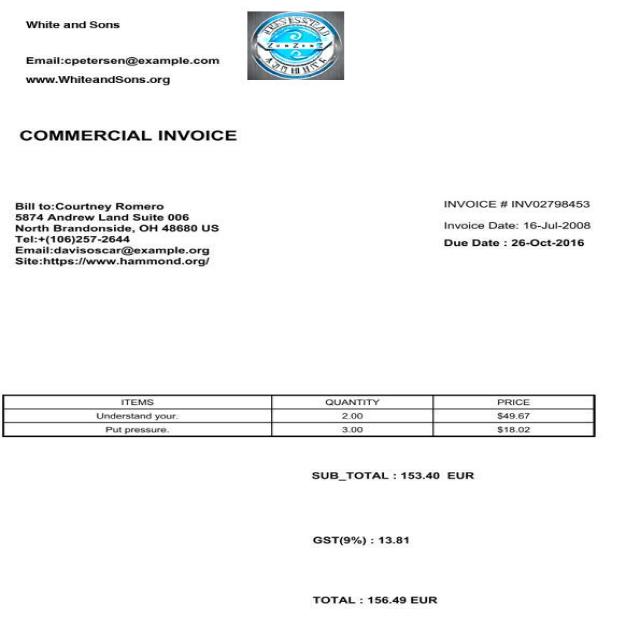 White and Sons
Email:cpetersen@example.com
www.WhiteandSons.org
COMMERCIAL INVOICE
Bill to:Courtney Romero
5874 Andrew Land Suite 006
North Brandonside, OH 48680 US
Tel:+(106)257-2644
Email:davisoscar@example.org
Site:https://www.hammond.org/
INVOICE # INV02798453
Invoice Date: 16-Jul-2008
Due Date : 26-Oct-2016
ITEMS QUANTITY PRICE
Understand your. 2.00 $49.67
Put pressure. 3.00 $18.02
SUB_TOTAL : 153.40 EUR
GST(9%) : 13.81
TOTAL : 156.49 EUR